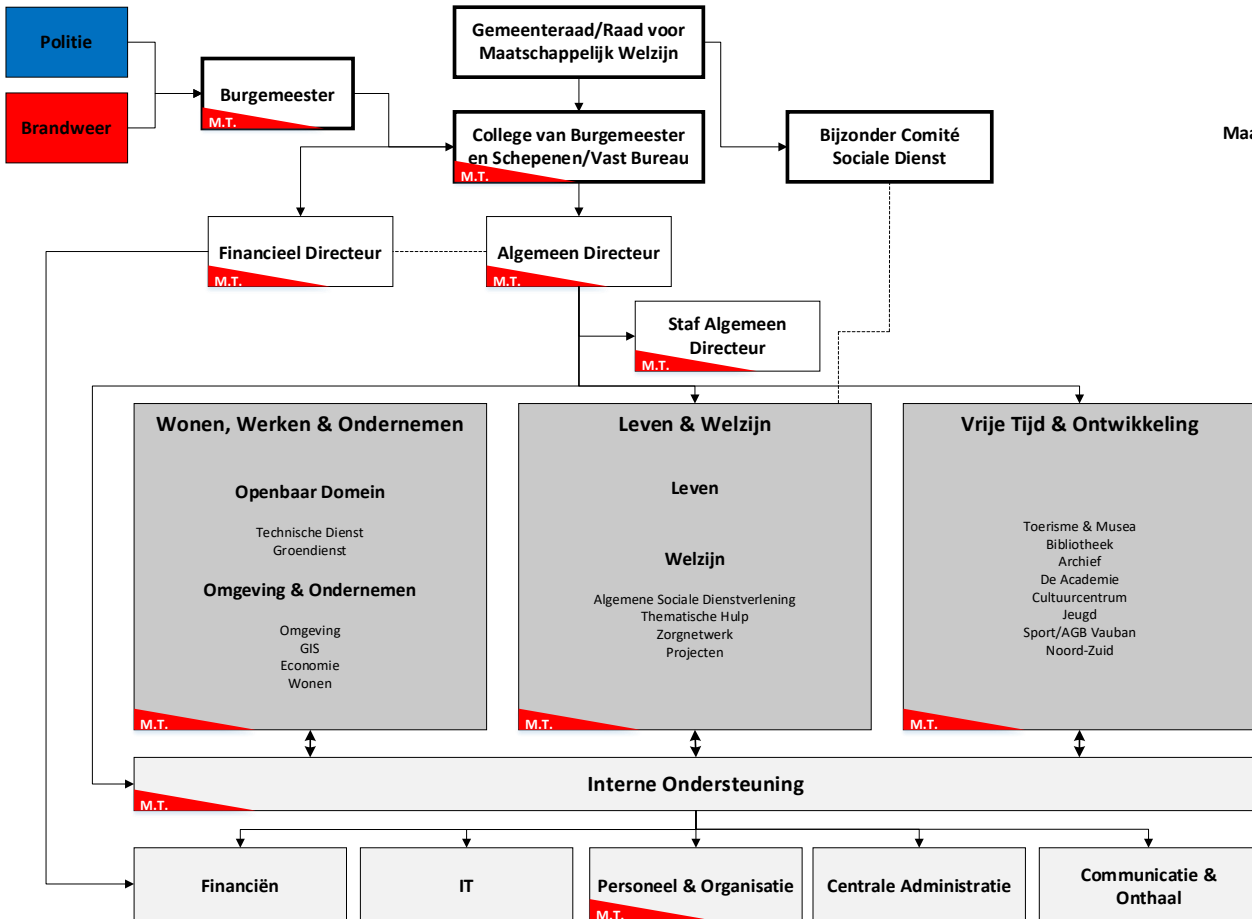 Politie
Gemeenteraad/Raad voor
Maatschappelijk Welzijn
Burgemeester
M.T.
Brandweer
College van Burgemeester
en Schepenen/Vast Bureau
M.T.
Bijzonder Comité
Sociale Dienst
Financieel Directeur
M.T.
Algemeen Directeur
M.T.
Staf Algemeen
Directeur
M.T.
Wonen, Werken & Ondernemen
Openbaar Domein
Technische Dienst
Groendienst
Omgeving & Ondernemen
Omgeving
GIS
Economie
Wonen
M.T.
Leven & Welzijn
Leven
Welzijn
Algemene Sociale Dienstverlening
Thematische Hulp
Zorgnetwerk
Projecten
M.T.
Vrije Tijd & Ontwikkeling
Toerisme & Musea
Bibliotheek
Archief
De Academie
Cultuurcentrum
Jeugd
Sport/AGB Vauban
Noord-Zuid
M.T.
Interne Ondersteuning
M.T.
Financiën
IT
Personeel & Organisatie
M.T.
Centrale Administratie
Communicatie &
Onthaal